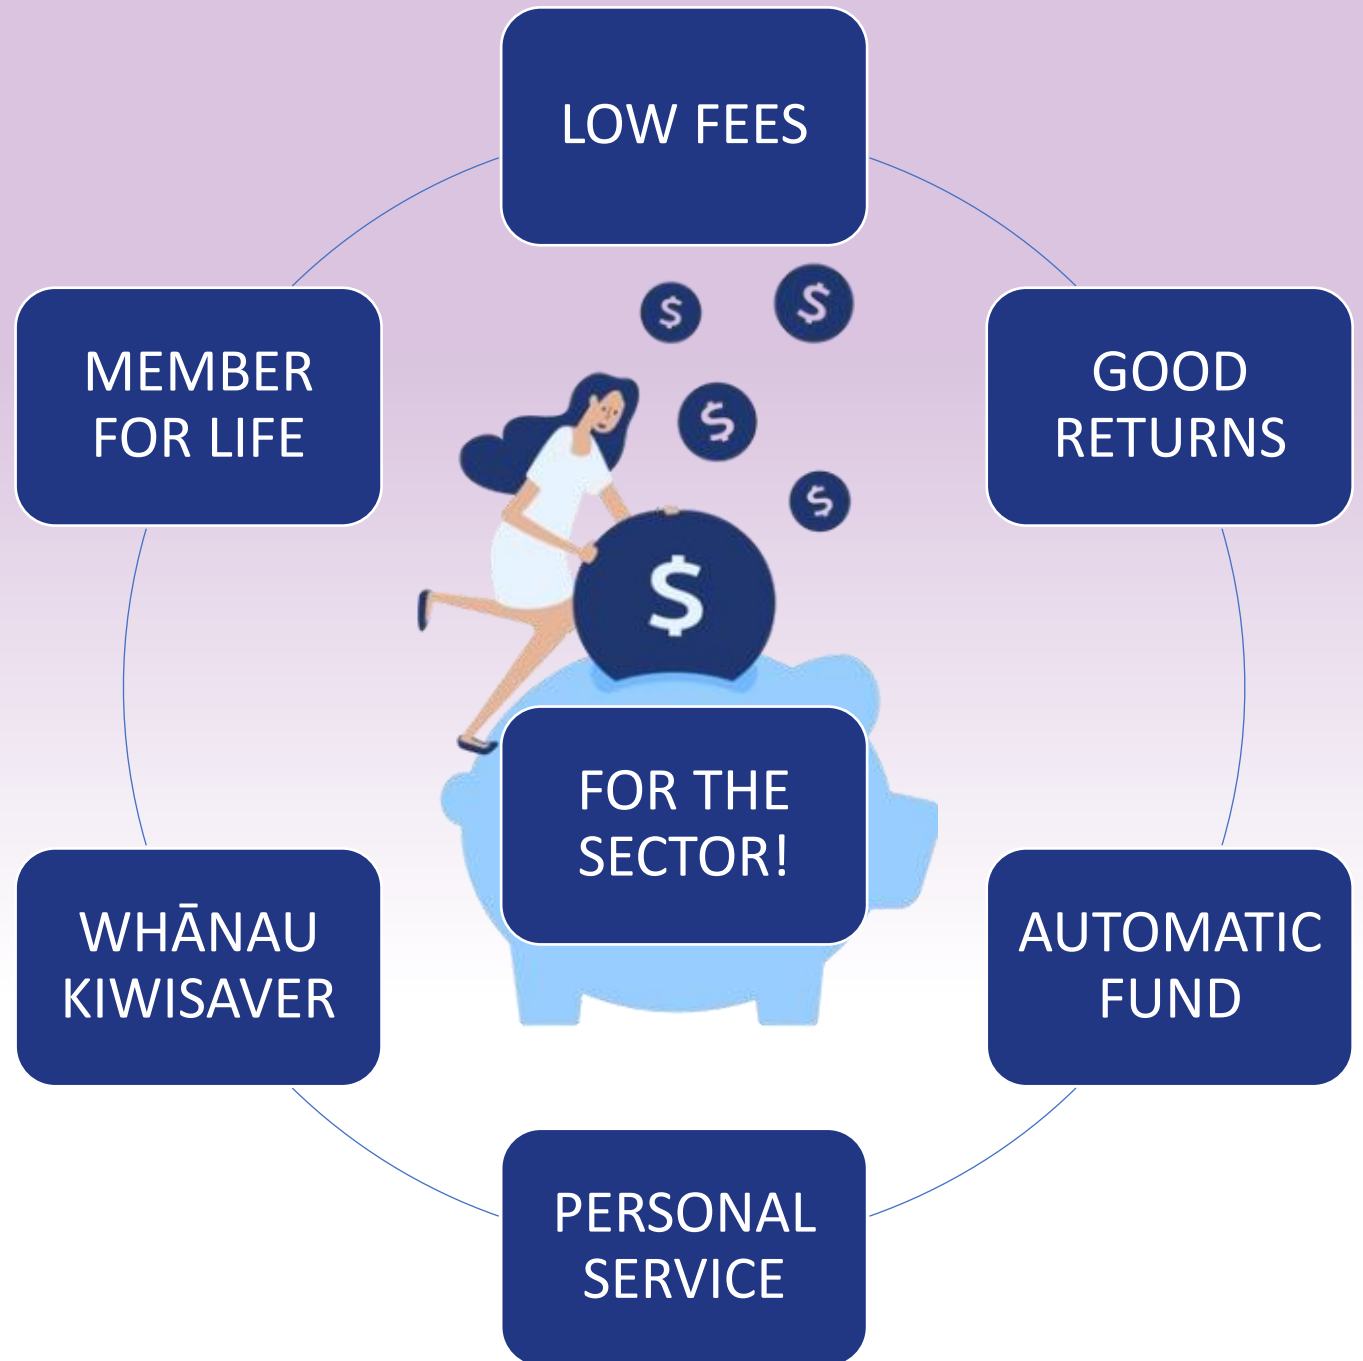 LOW FEES
GOOD
RETURNS
AUTOMATIC
FUND
PERSONAL
SERVICE
WHĀNAU
KIWISAVER
MEMBER
FOR LIFE
$
$
$
$
$
FOR THE
SECTOR!